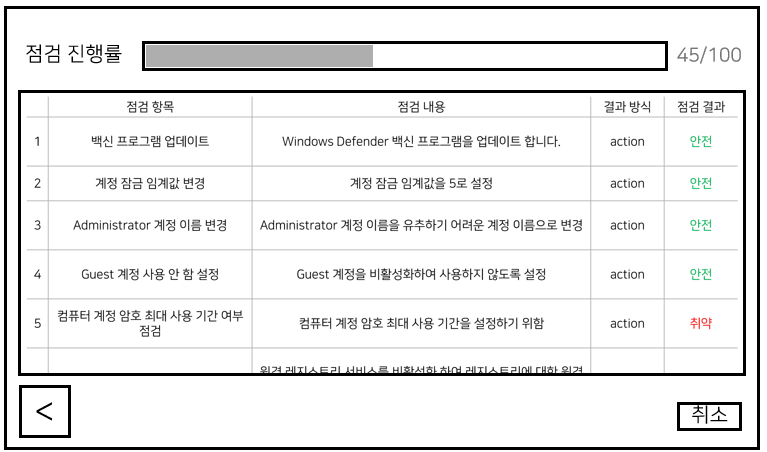 점검 진행률 45/100
점검 항목 점검 내용 결과 방식 점검 결과
1 백신 프로그램 업데이트 Windows Defender 백신 프로그램을 업데이트 합니다. action 안전
2 계정 잠금 임계값 변경 계정 잠금 임계값을 5로 설정 action 안전
3 Administrator 계정 이름 변경 Administrator 계정 이름을 유추하기 어려운 계정 이름으로 변경 action 안전
4 Guest 계정 사용 안 함 설정 Guest 계정을 비활성화하여 사용하지 않도록 설정 action 안전
5 컴퓨터 계정 암호 최대 사용 기간 여부
점검 컴퓨터 계정 암호 최대 사용 기간을 설정하기 위함 action 취약
원격 레지스트리 서비스를 비활성화 하여 레지스트리에 대한 원격
<
취소